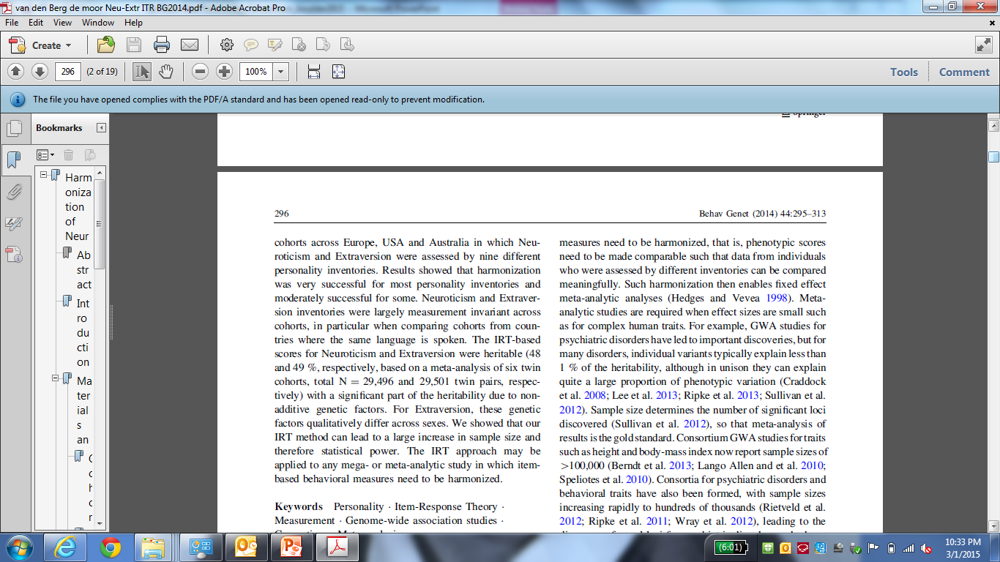 van den Berg de moor Neu-Extr ITR BG2014.pdf - Adobe Acrobat Pro
File Edit View Window Help
Create
296 (2 of 19) 100% Tools Comment
The file you have opened complies with the PDF/A standard and has been opened read-only to prevent modification.
Bookmarks
Harm
oniza
tion
of
Neur
Ab
str
act
Int
ro
du
cti
on
Ma
ter
ial
s
an
C
c
h
c
r
Springer
296 Behav Genet (2014) 44:295–313
cohorts across Europe, USA and Australia in which Neu-
roticism and Extraversion were assessed by nine different
personality inventories. Results showed that harmonization
was very successful for most personality inventories and
moderately successful for some. Neuroticism and Extraver-
sion inventories were largely measurement invariant across
cohorts, in particular when comparing cohorts from coun-
tries where the same language is spoken. The IRT-based
scores for Neuroticism and Extraversion were heritable (48
and 49 %, respectively, based on a meta-analysis of six twin
cohorts, total N = 29,496 and 29,501 twin pairs, respec-
tively) with a significant part of the heritability due to non-
additive genetic factors. For Extraversion, these genetic
factors qualitatively differ across sexes. We showed that our
IRT method can lead to a large increase in sample size and
therefore statistical power. The IRT approach may be
applied to any mega- or meta-analytic study in which item-
based behavioral measures need to be harmonized.
Keywords Personality · Item-Response Theory ·
Measurement · Genome-wide association studies ·
measures need to be harmonized, that is, phenotypic scores
need to be made comparable such that data from individuals
who were assessed by different inventories can be compared
meaningfully. Such harmonization then enables fixed effect
meta-analytic analyses (Hedges and Vevea 1998). Meta-
analytic studies are required when effect sizes are small such
as for complex human traits. For example, GWA studies for
psychiatric disorders have led to important discoveries, but for
many disorders, individual variants typically explain less than
1 % of the heritability, although in unison they can explain
quite a large proportion of phenotypic variation (Craddock
et al. 2008; Lee et al. 2013; Ripke et al. 2013; Sullivan et al.
2012). Sample size determines the number of significant loci
discovered (Sullivan et al. 2012), so that meta-analysis of
results is the gold standard. Consortium GWA studies for traits
such as height and body-mass index now report sample sizes of
>100,000 (Berndt et al. 2013; Lango Allen and et al. 2010;
Speliotes et al. 2010). Consortia for psychiatric disorders and
behavioral traits have also been formed, with sample sizes
increasing rapidly to hundreds of thousands (Rietveld et al.
2012; Ripke et al. 2011; Wray et al. 2012), leading to the
(6:01)
10:33 PM
3/1/2015